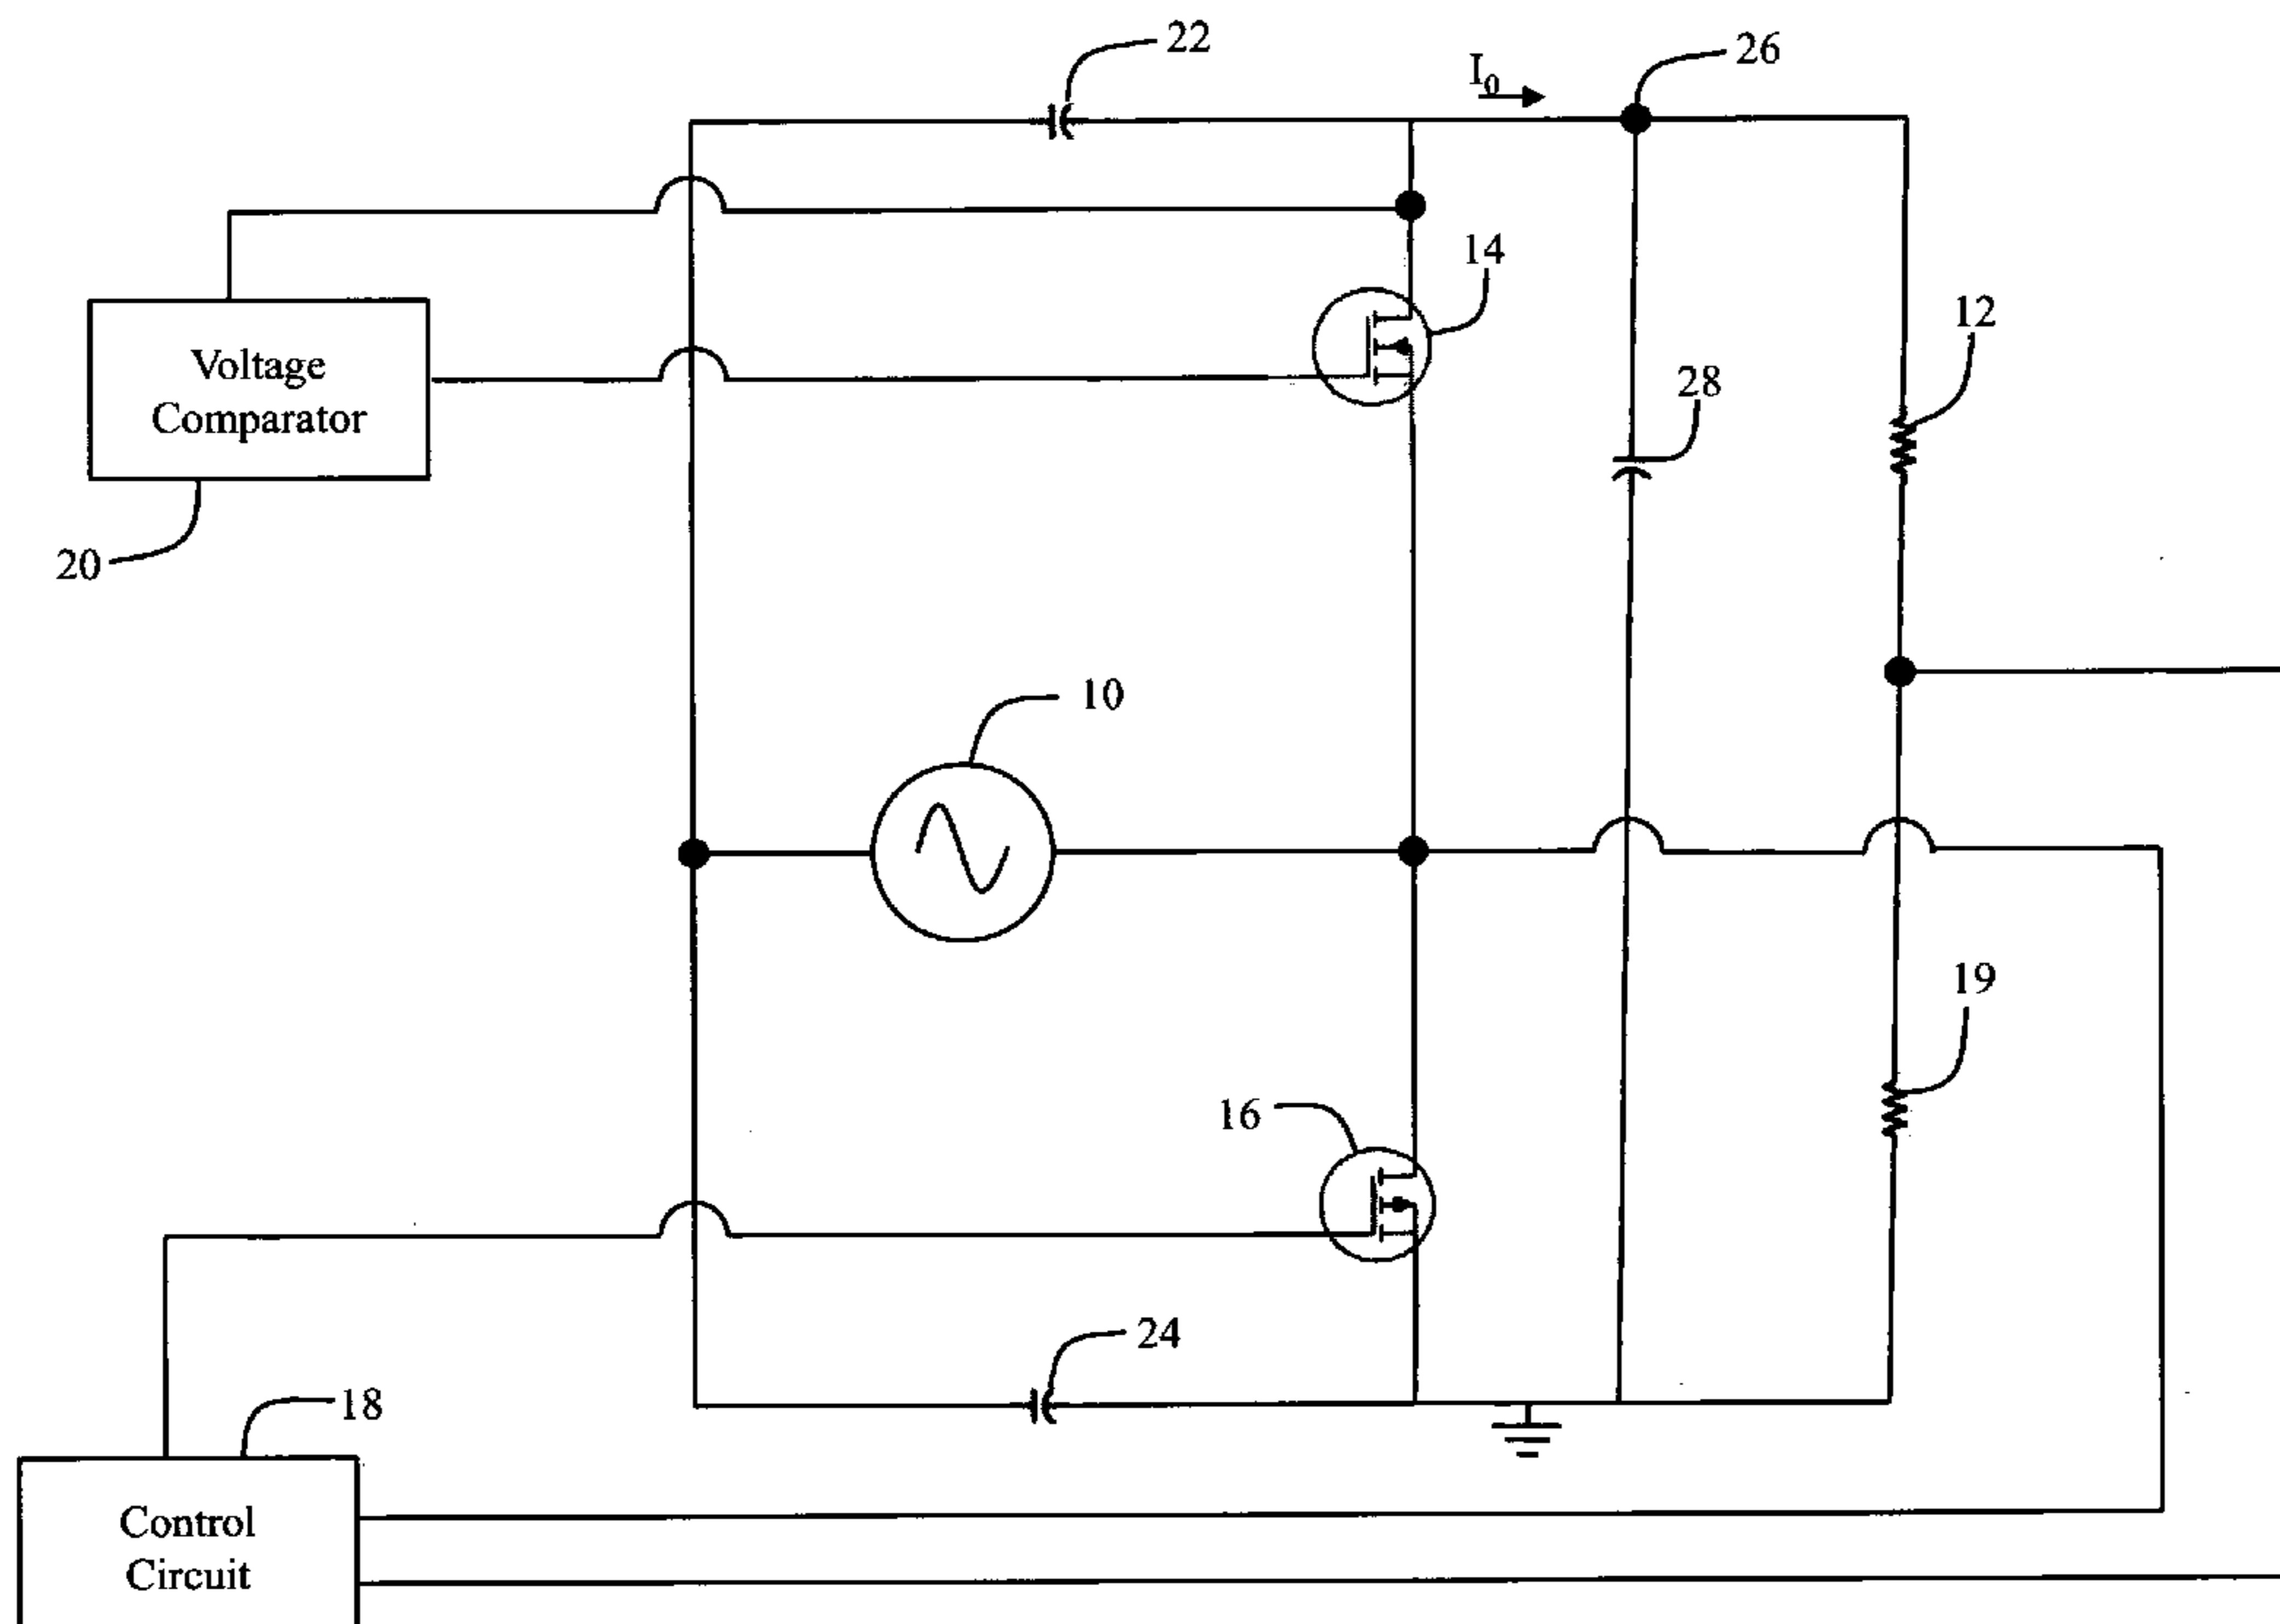 22
I₀
26
14
12
Voltage
Comparator
28
20
10
19
16
24
18
Control
Circuit